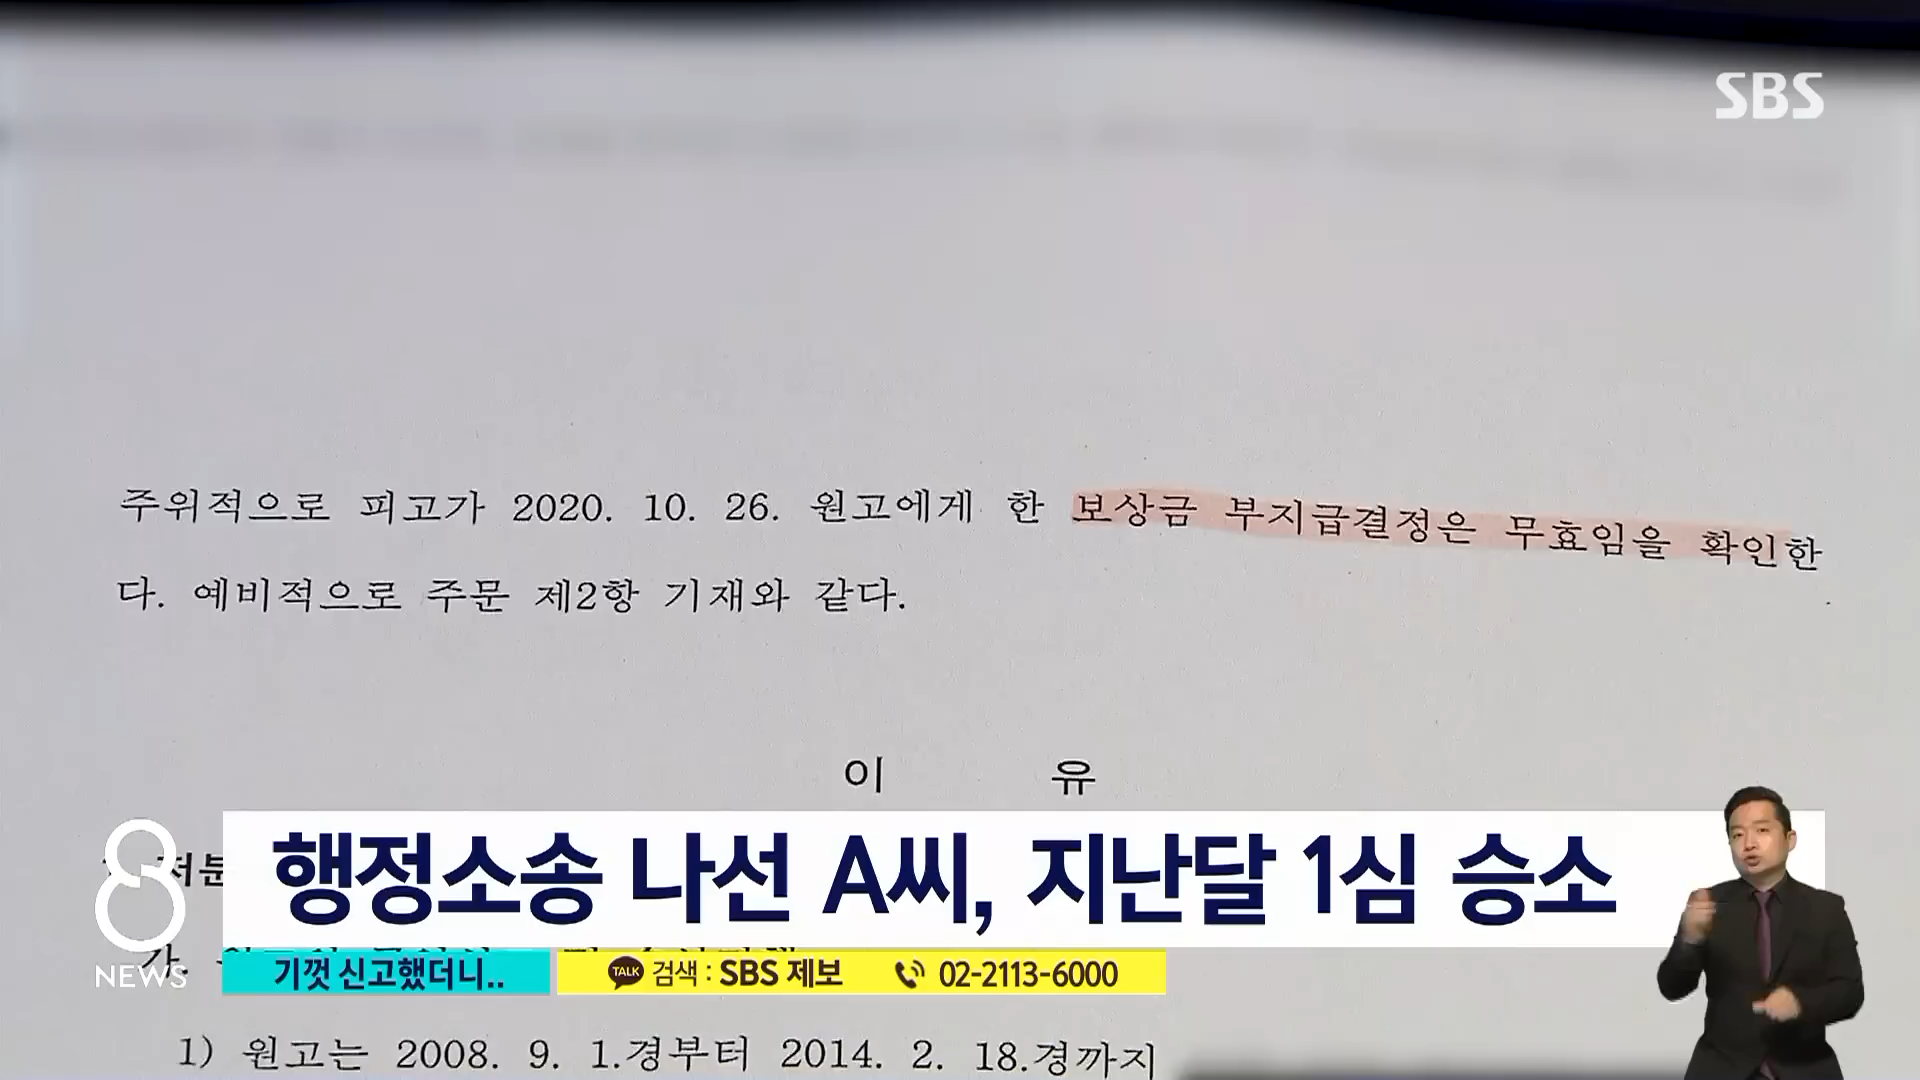 SBS
주위적으로 피고가 2020. 10. 26. 원고에게 한 보상금 부지급결정은 무효임을 확인한
다. 예비적으로 주문 제2항 기재와 같다.
이 유
처분
행정소송 나선 A씨, 지난달 1심 승소
8
NEWS
가.
기껏 신고했더니..
TALK 검색 : SBS 제보 02-2113-6000
1) 원고는 2008. 9. 1.경부터 2014. 2. 18.경까지